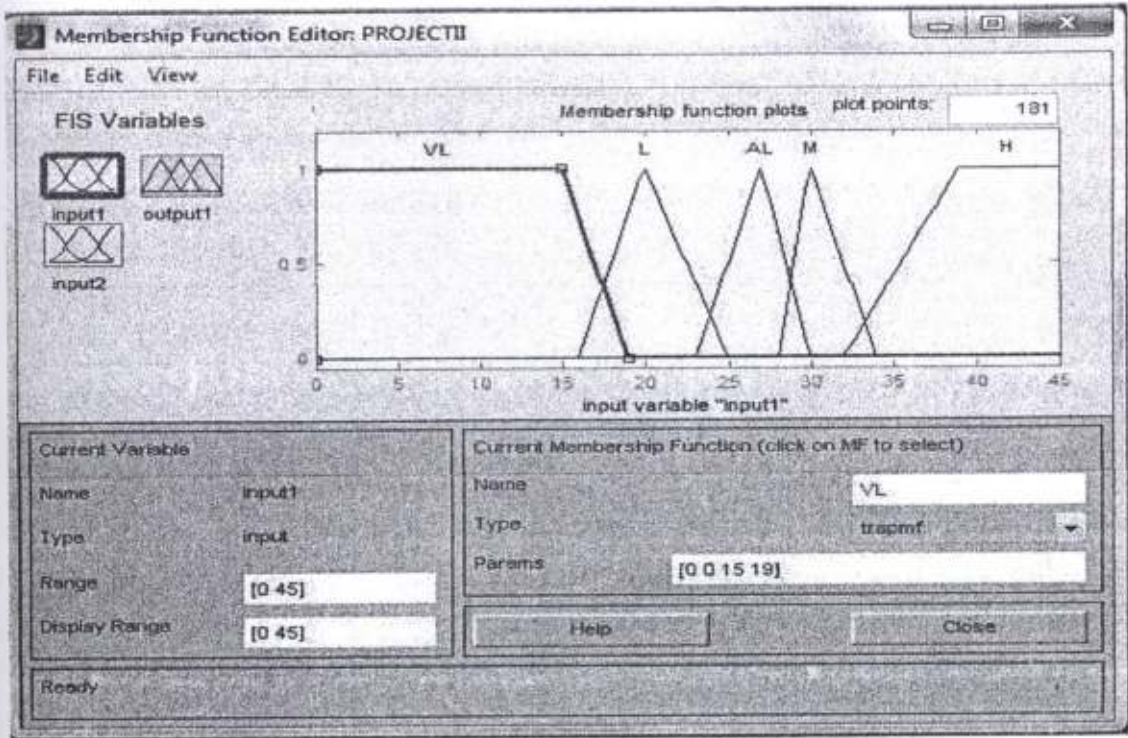 Membership Function Editor: PROJECTII
File Edit View
FIS Variables
input1 output1
input2
Membership function plots plot points: 181
VL L AL M H
1
0.5
0
0 5 10 15 20 25 30 35 40 45
input variable "input1"
Current Variable
Name input1
Type input
Range [0 45]
Display Range [0 45]
Current Membership Function (click on MF to select)
Name VL
Type trapmf
Params [0 0 15 19]
Help Close
Ready